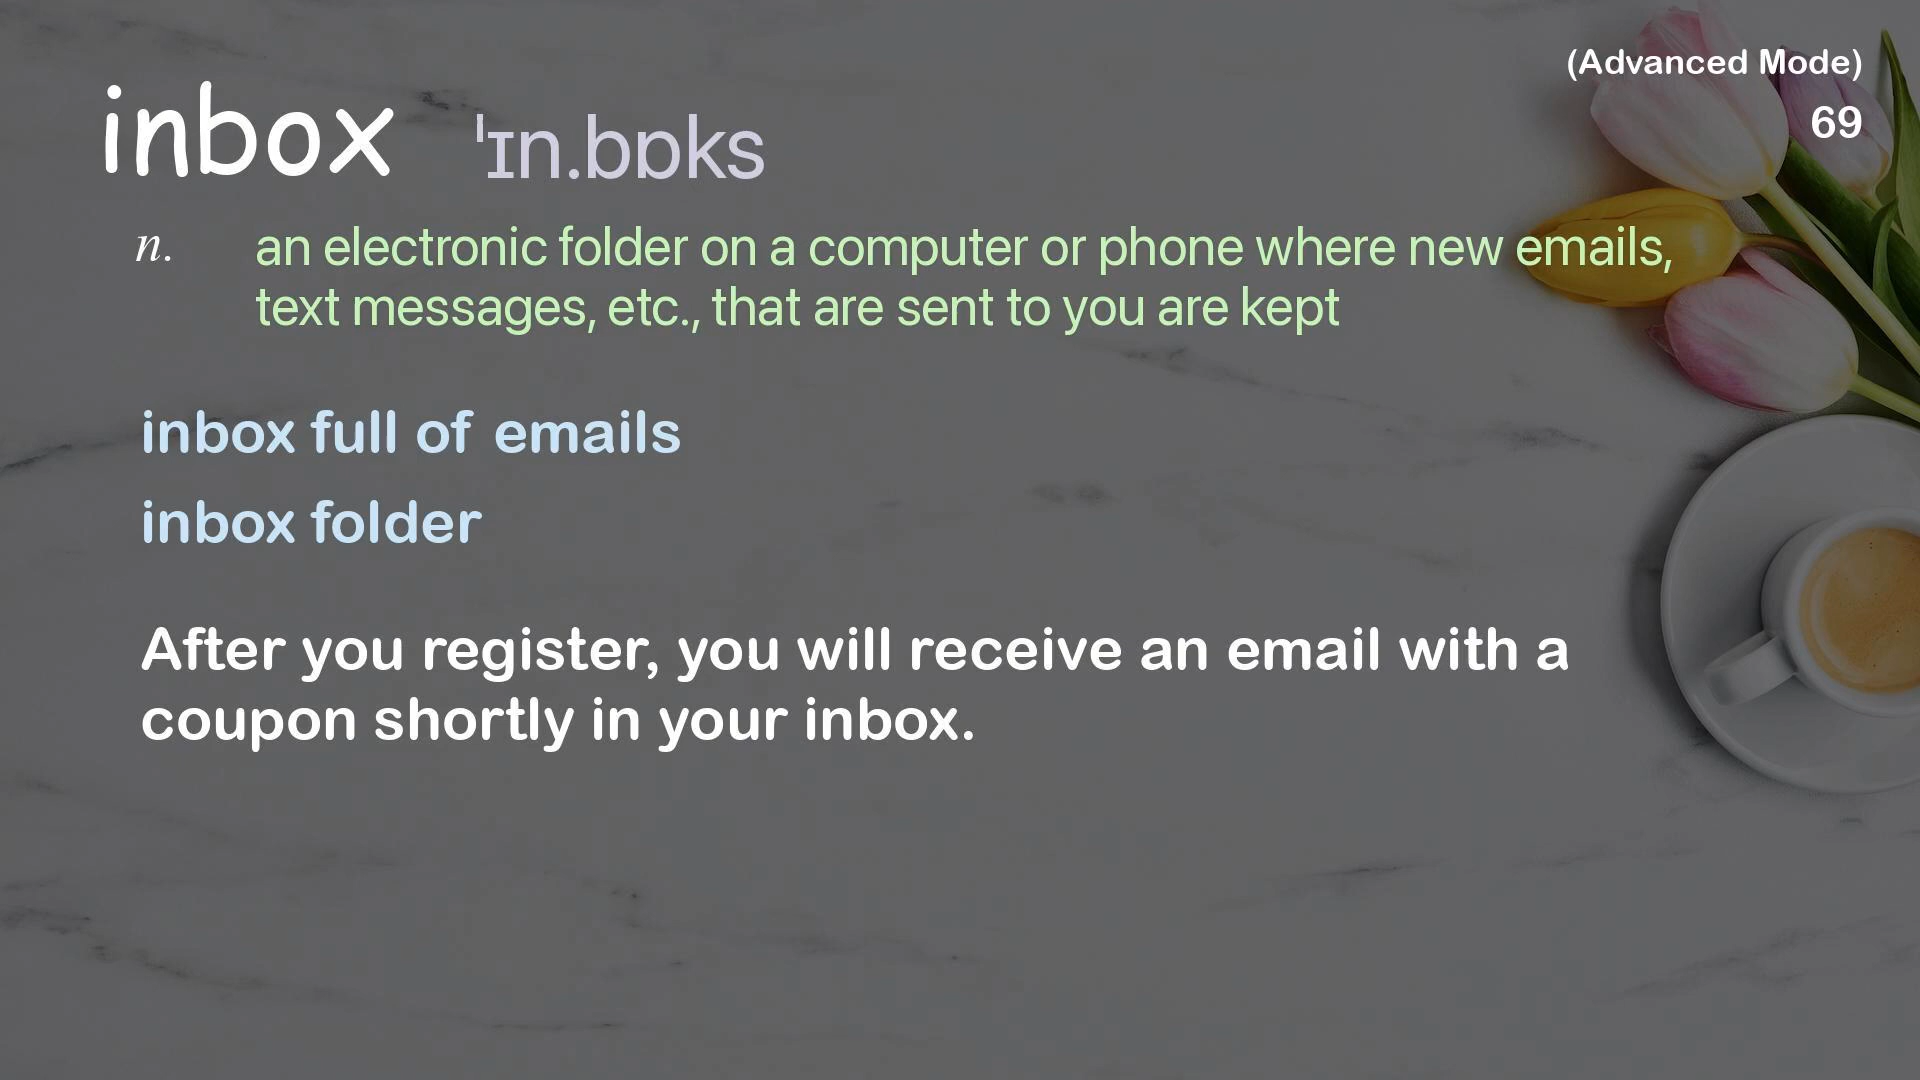 (Advanced Mode)
69
inbox ˈɪn.bɒks
n. an electronic folder on a computer or phone where new emails,
text messages, etc., that are sent to you are kept
inbox full of emails
inbox folder
After you register, you will receive an email with a
coupon shortly in your inbox.